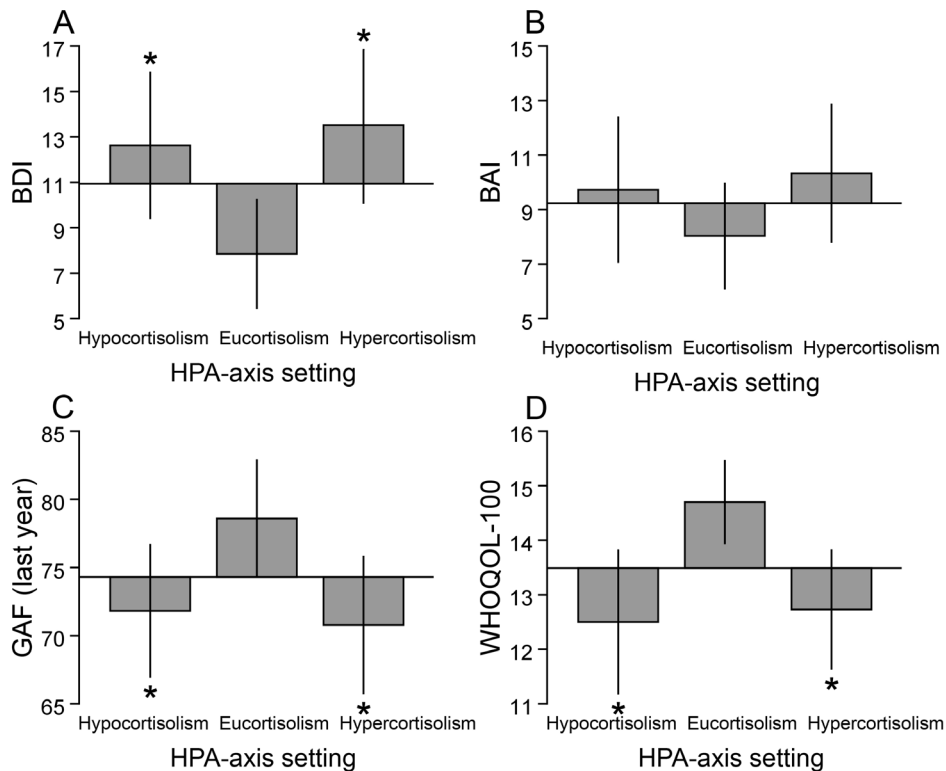 A
*
*
17
15
13
11
9
7
5
BDI
Hypocortisolism Eucortisolism Hypercortisolism
HPA-axis setting
B
15
13
11
10
9
7
5
BAI
Hypocortisolism Eucortisolism Hypercortisolism
HPA-axis setting
C
85
80
75
70
65
GAF (last year)
*
*
Hypocortisolism Eucortisolism Hypercortisolism
HPA-axis setting
D
16
15
14
13
12
11
WHOQOL-100
*
*
Hypocortisolism Eucortisolism Hypercortisolism
HPA-axis setting